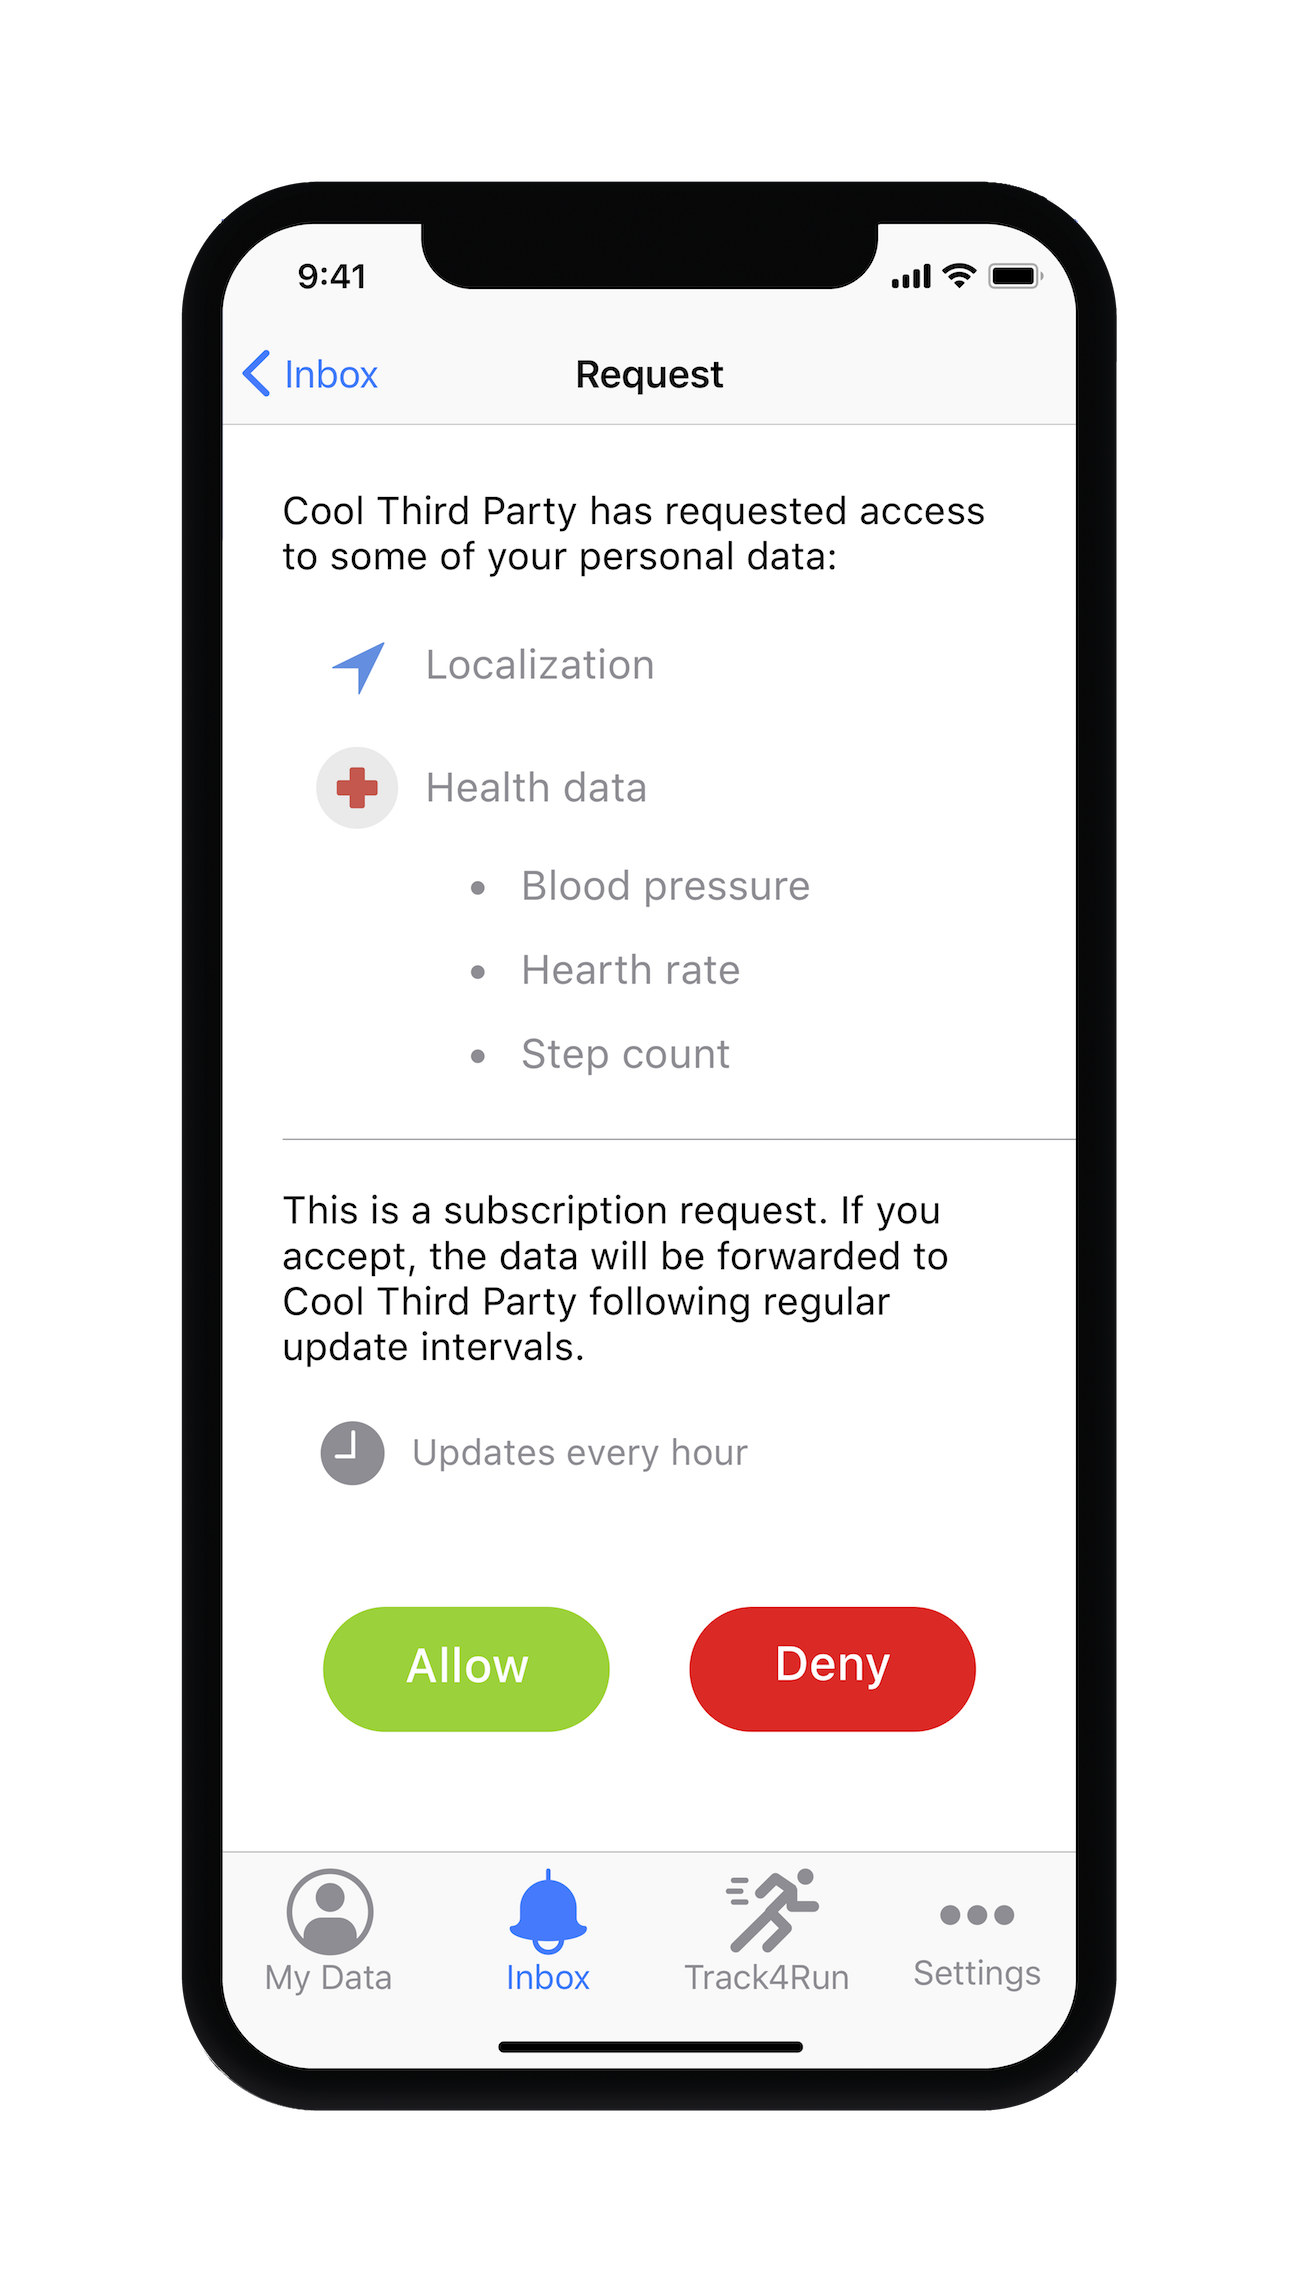 9:41
Inbox
Request
Cool Third Party has requested access
to some of your personal data:
Localization
Health data
• Blood pressure
• Hearth rate
• Step count
This is a subscription request. If you
accept, the data will be forwarded to
Cool Third Party following regular
update intervals.
Updates every hour
Allow
Deny
My Data
Inbox
Track4Run
Settings